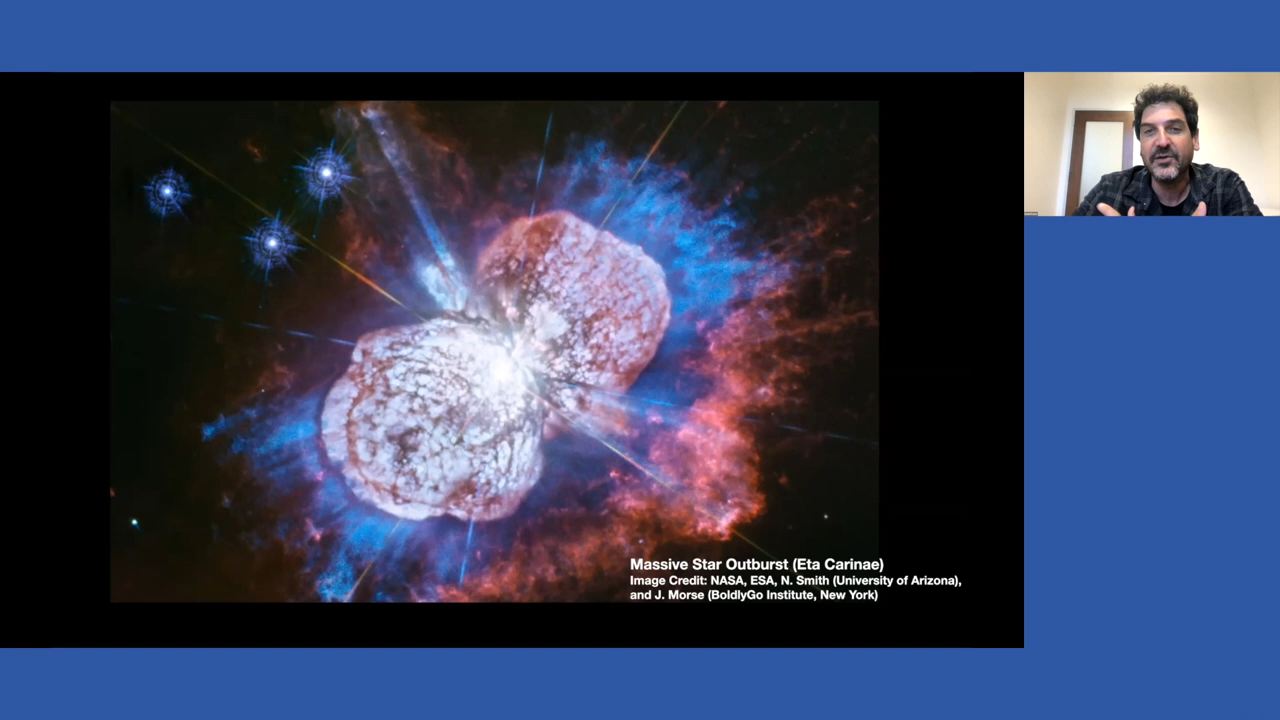 Massive Star Outburst (Eta Carinae)
Image Credit: NASA, ESA, N. Smith (University of Arizona),
and J. Morse (BoldlyGo Institute, New York)